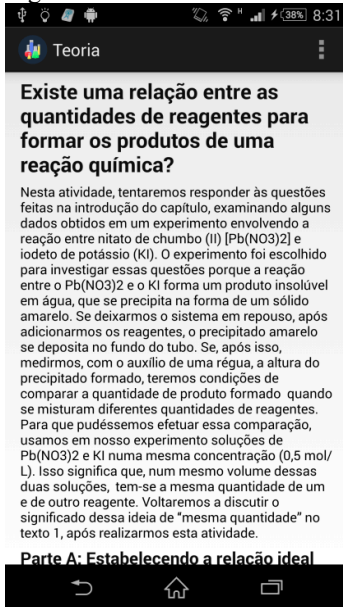 H 38% 8:31
Teoria
Existe uma relação entre as
quantidades de reagentes para
formar os produtos de uma
reação química?
Nesta atividade, tentaremos responder às questões
feitas na introdução do capítulo, examinando alguns
dados obtidos em um experimento envolvendo a
reação entre nitato de chumbo (II) [Pb(NO3)2] e
iodeto de potássio (KI). O experimento foi escolhido
para investigar essas questões porque a reação
entre o Pb(NO3)2 e o KI forma um produto insolúvel
em água, que se precipita na forma de um sólido
amarelo. Se deixarmos o sistema em repouso, após
adicionarmos os reagentes, o precipitado amarelo
se deposita no fundo do tubo. Se, após isso,
medirmos, com o auxílio de uma régua, a altura do
precipitado formado, teremos condições de
comparar a quantidade de produto formado quando
se misturam diferentes quantidades de reagentes.
Para que pudéssemos efetuar essa comparação,
usamos em nosso experimento soluções de
Pb(NO3)2 e KI numa mesma concentração (0,5 mol/
L). Isso significa que, num mesmo volume dessas
duas soluções, tem-se a mesma quantidade de um
e de outro reagente. Voltaremos a discutir o
significado dessa ideia de “mesma quantidade” no
texto 1, após realizarmos esta atividade.
Parte A: Estabelecendo a relação ideal